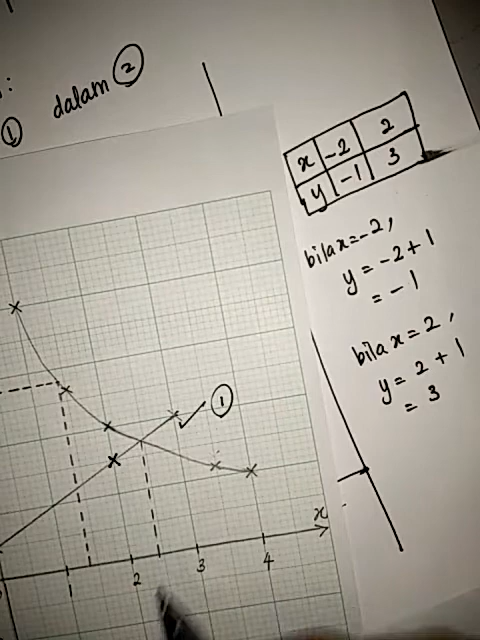 ① dalam ②
x -2 2
y -1 3
bila x = -2,
y = -2 + 1
= -1
bila x = 2,
y = 2 + 1
= 3
①
x
1 2 3 4